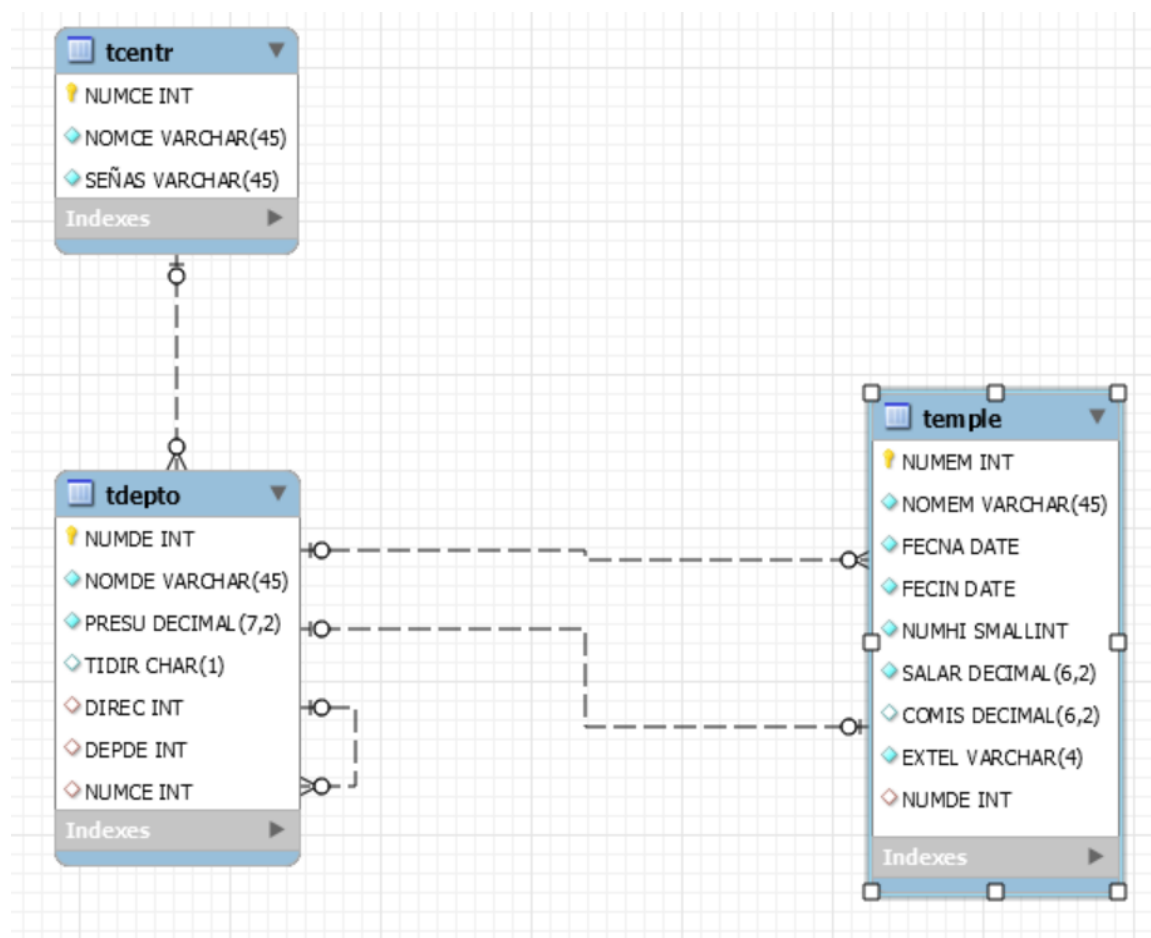 tcentr
NUMCE INT
NOMCE VARCHAR(45)
SEÑAS VARCHAR(45)
Indexes
tdepto
NUMDE INT
NOMDE VARCHAR(45)
PRESU DECIMAL(7,2)
TIDIR CHAR(1)
DIREC INT
DEPDE INT
NUMCE INT
Indexes
temple
NUMEM INT
NOMEM VARCHAR(45)
FECNA DATE
FECIN DATE
NUMHI SMALLINT
SALAR DECIMAL(6,2)
COMIS DECIMAL(6,2)
EXTEL VARCHAR(4)
NUMDE INT
Indexes